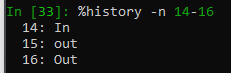 In [33]: %history -n 14-16
14: In
15: out
16: Out